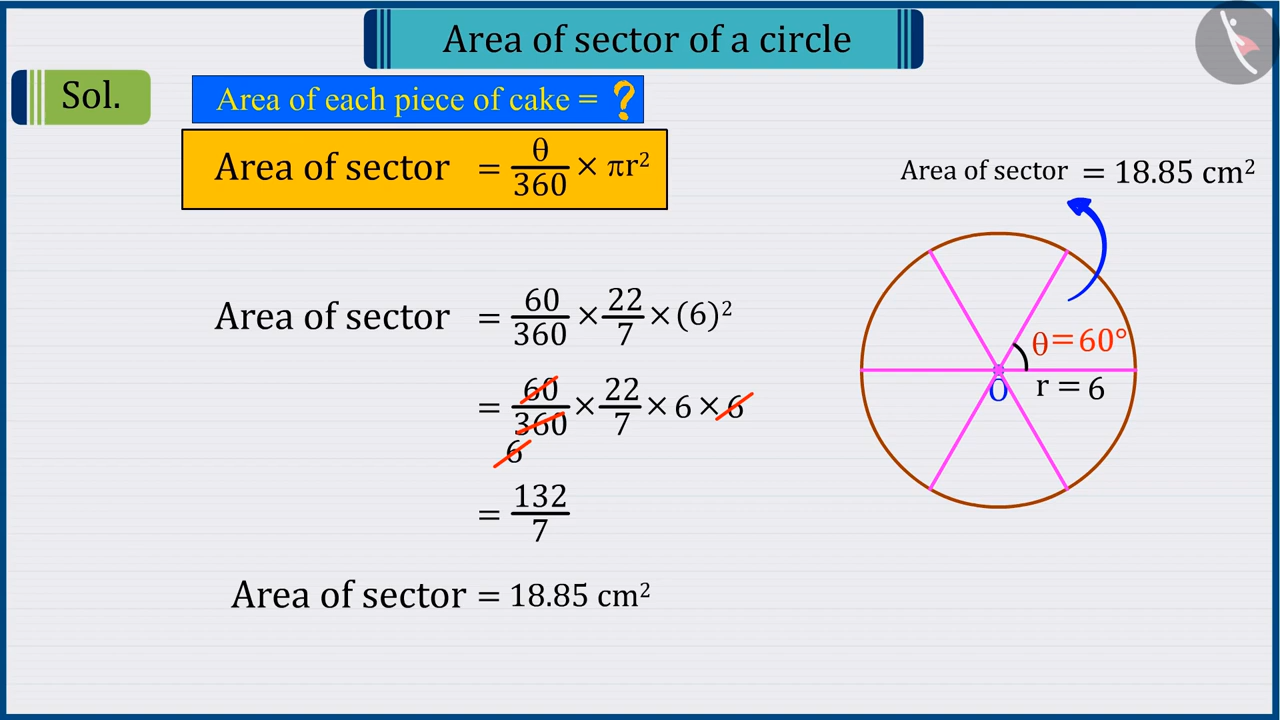 Area of sector of a circle
Sol.
Area of each piece of cake = ?
Area of sector = θ/360 × πr²
Area of sector = 18.85 cm²
Area of sector = 60/360 × 22/7 × (6)²
= 60/360 × 22/7 × 6 × 6
6
= 132/7
Area of sector = 18.85 cm²
θ = 60°
O
r = 6